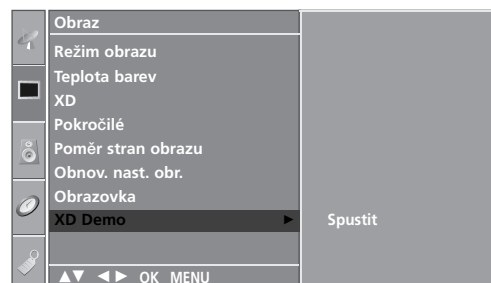 Obraz
Režim obrazu
Teplota barev
XD
Pokročilé
Poměr stran obrazu
Obnov. nast. obr.
Obrazovka
XD Demo ► Spustit
▲▼ ◄► OK MENU